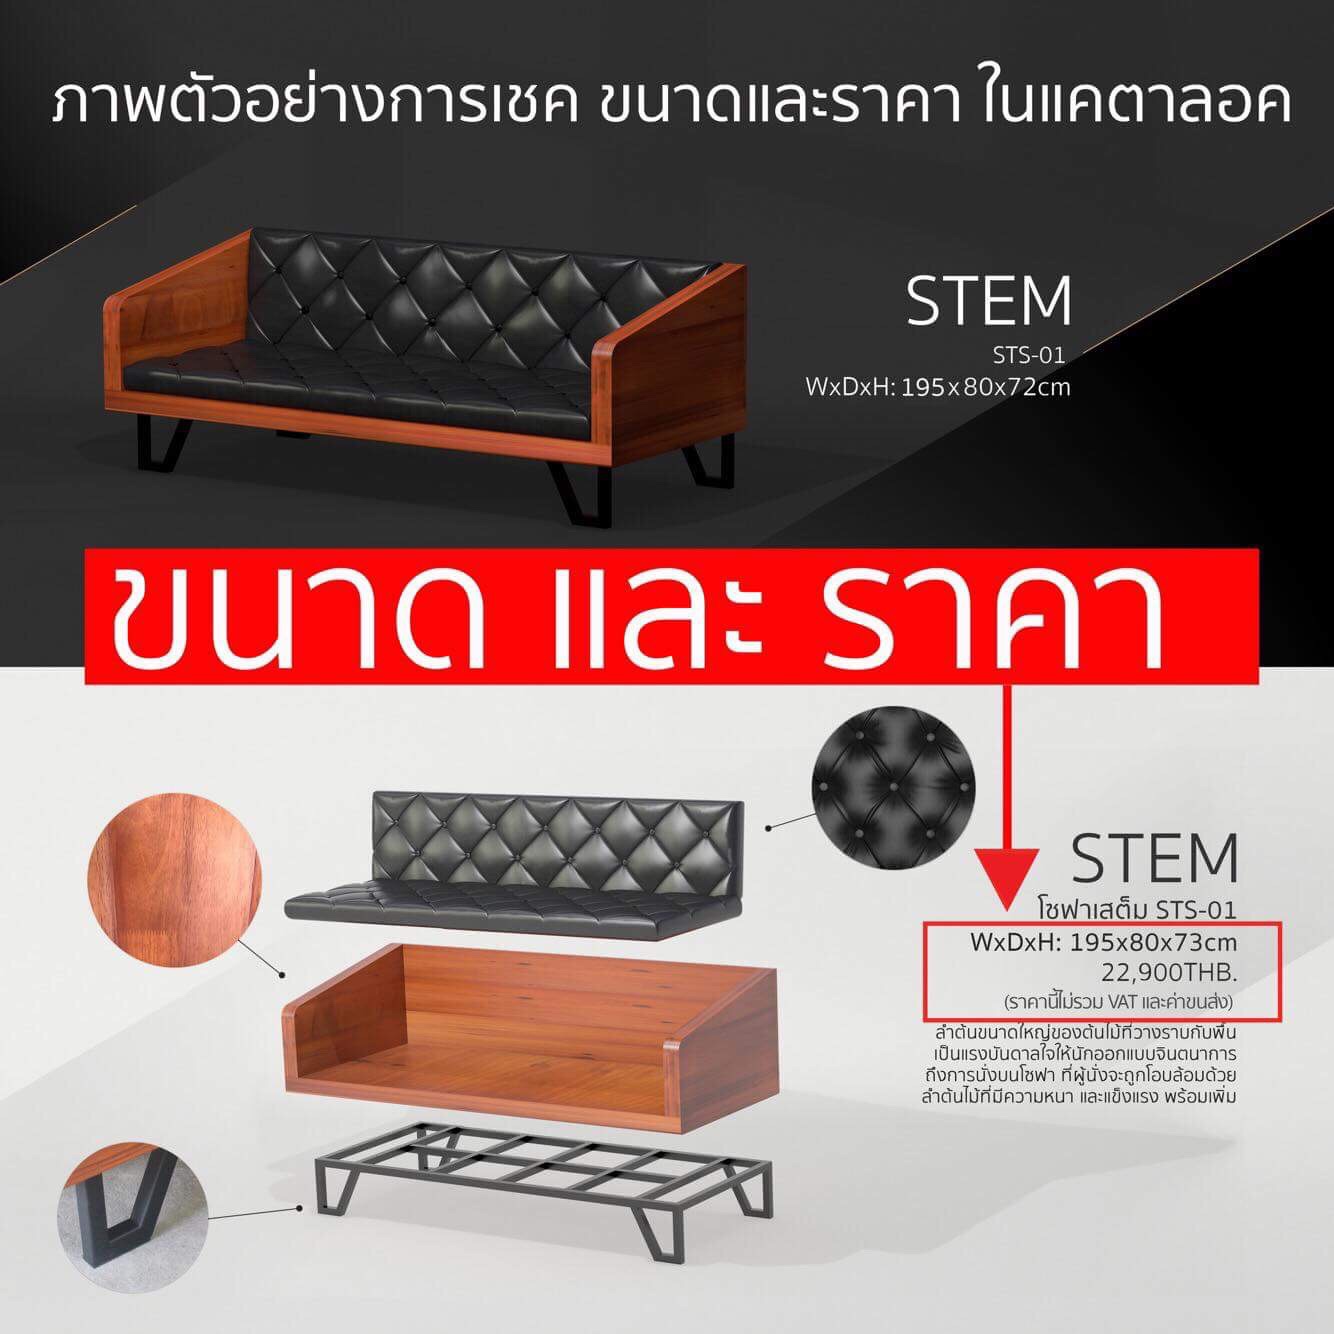 ภาพตัวอย่างการเชค ขนาดและราคา ในแคตาลอค
STEM
STS-01
WxDxH: 195x80x72cm
ขนาด และ ราคา
STEM
โซฟาเสต็ม STS-01
WxDxH: 195x80x73cm
22,900THB.
(ราคานี้ไม่รวม VAT และค่าขนส่ง)
ลำต้นขนาดใหญ่ของต้นไม้ที่วางราบกับพื้น
เป็นแรงบันดาลใจให้นักออกแบบจินตนาการ
ถึงการนั่งบนโซฟา ที่ผู้นั่งจะถูกโอบล้อมด้วย
ลำต้นไม้ที่มีความหนา และแข็งแรง พร้อมเพิ่ม